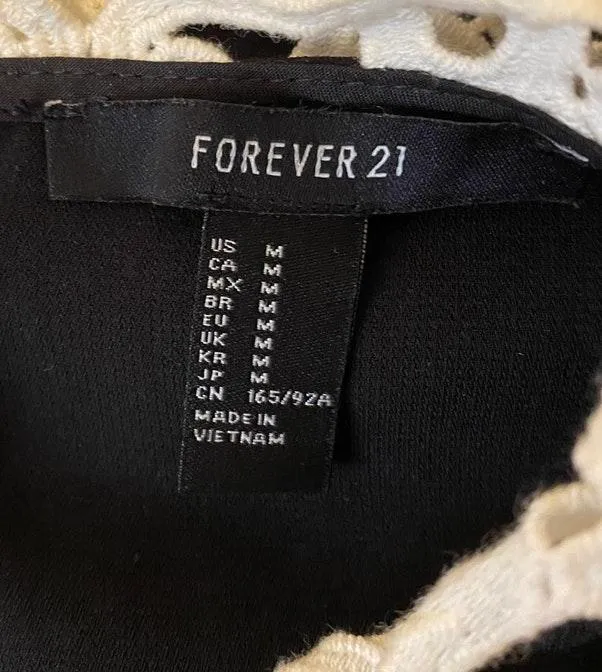 FOREVER 21
US M
CA M
MX M
BR M
EU M
UK M
KR M
JP M
CN 165/92A
MADE IN
VIETNAM